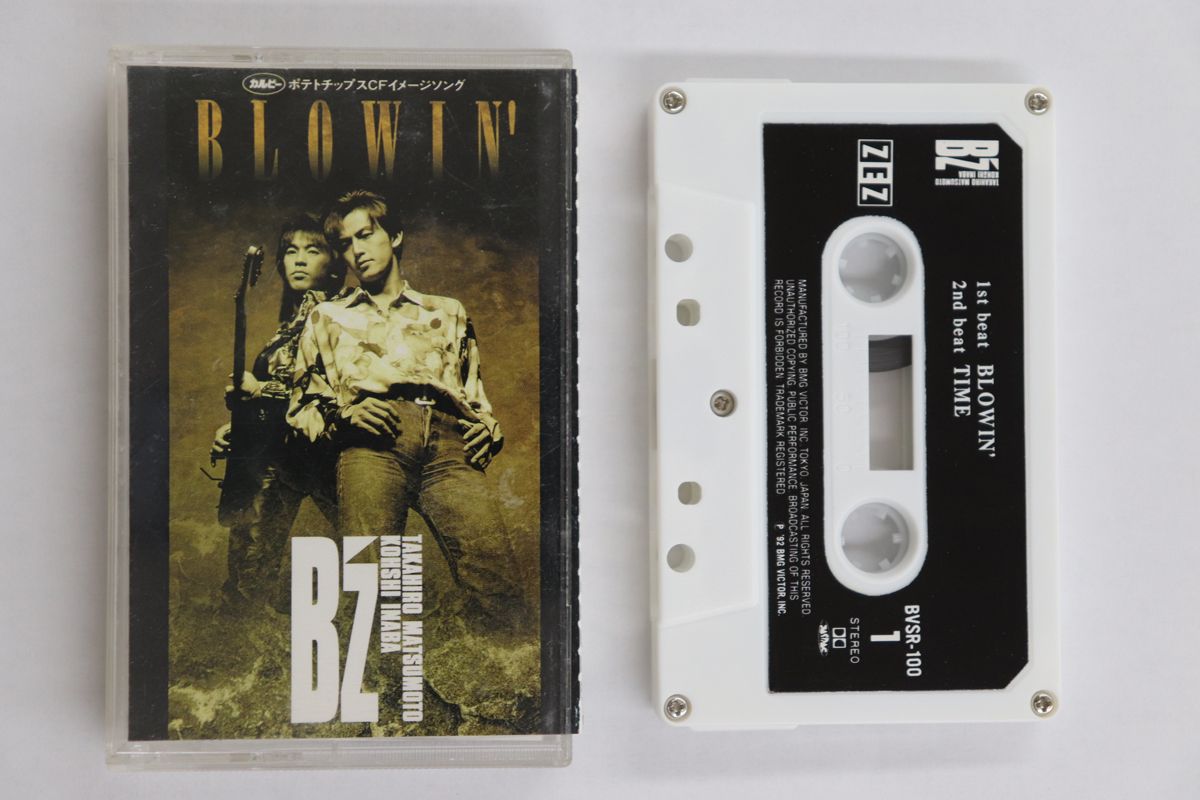 カルビー ポテトチップスCFイメージソング
BLOWIN'
B'z
TAKAHIRO MATSUMOTO
KOHSHI INABA
B'z
TAKAHIRO MATSUMOTO
KOHSHI INABA
ZEZ
1st beat BLOWIN'
2nd beat TIME
100 50 0
MANUFACTURED BY BMG VICTOR INC. TOKYO, JAPAN. ALL RIGHTS RESERVED.
UNAUTHORIZED COPYING, PUBLIC PERFORMANCE, BROADCASTING OF THIS
RECORD IS FORBIDDEN. TRADEMARK REGISTERED. P '92 BMG VICTOR, INC.
BVSR-100
1
STEREO